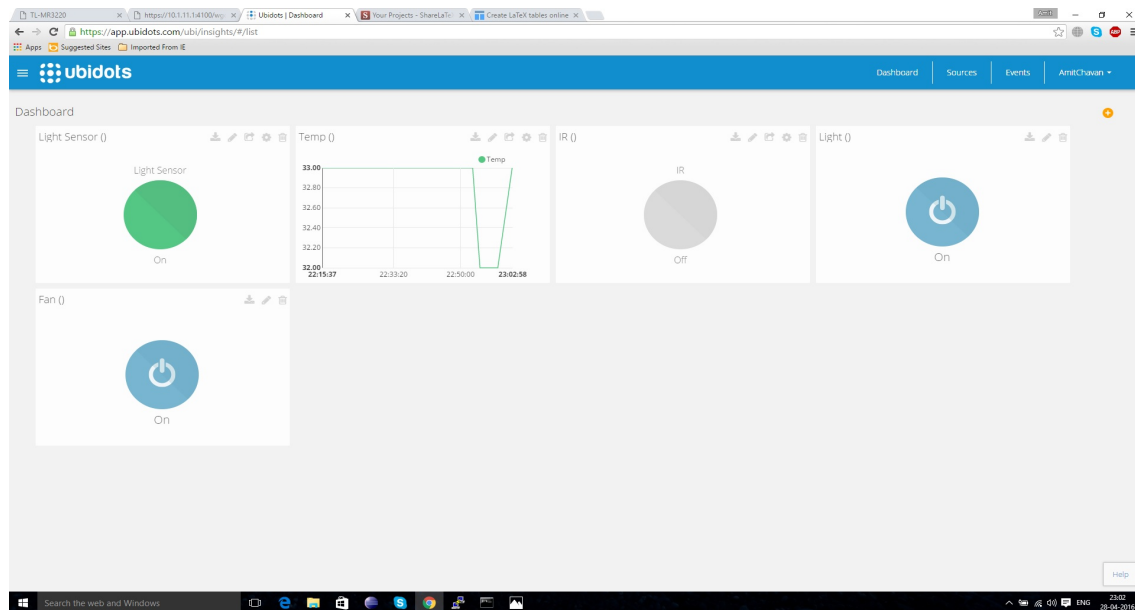 TL-MR3220
https://10.1.11.1:4100/wg
Ubidots | Dashboard
Your Projects - ShareLaTe
Create LaTeX tables online
Amit
https://app.ubidots.com/ubi/insights/#/list
Apps
Suggested Sites
Imported From IE
ubidots
Dashboard
Sources
Events
AmitChavan
Dashboard
Light Sensor ()
Light Sensor
On
Temp ()
Temp
33.00
32.80
32.60
32.40
32.20
32.00
22:15:37
22:33:20
22:50:00
23:02:58
IR ()
IR
Off
Light ()
On
Fan ()
On
Help
Search the web and Windows
ENG
23:02
28-04-2016